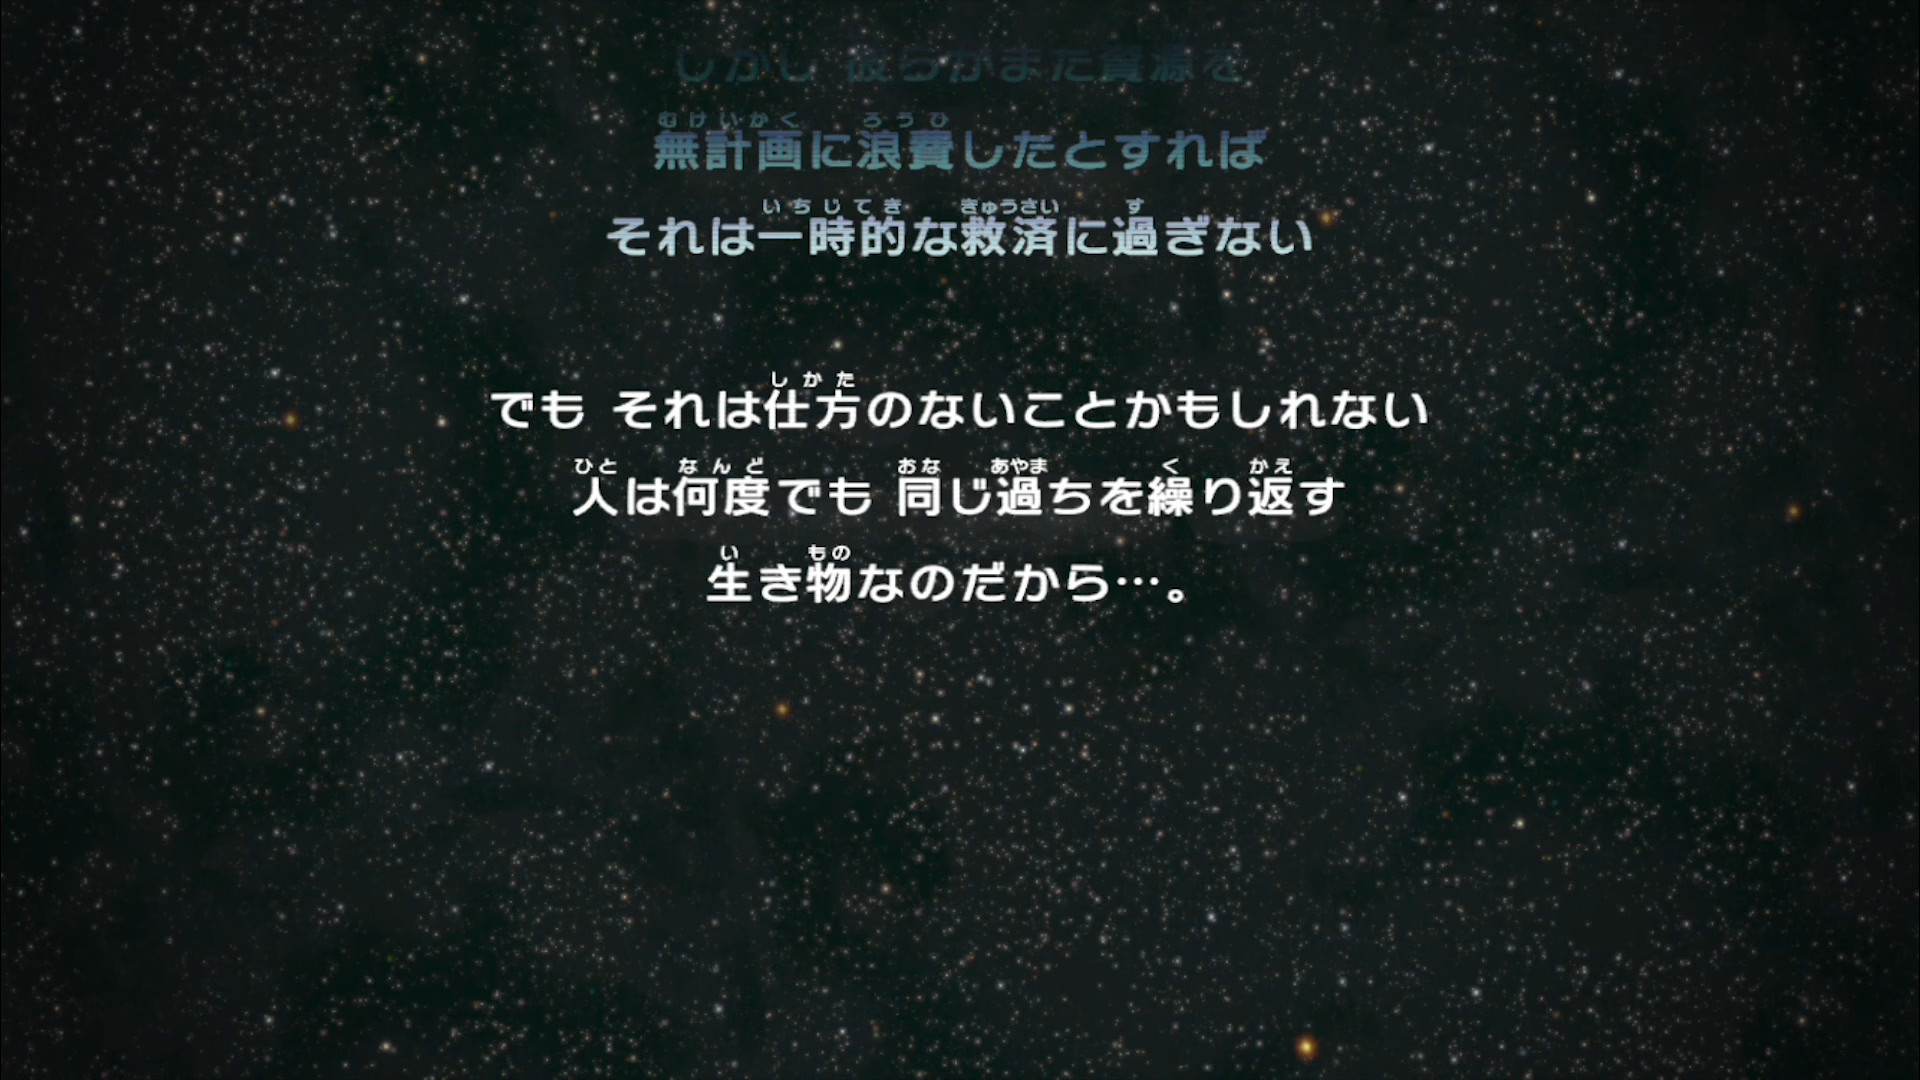 しかし 彼らがまた資源を
無計画に浪費したとすれば
それは一時的な救済に過ぎない
でも それは仕方のないことかもしれない
人は何度でも 同じ過ちを繰り返す
生き物なのだから…。